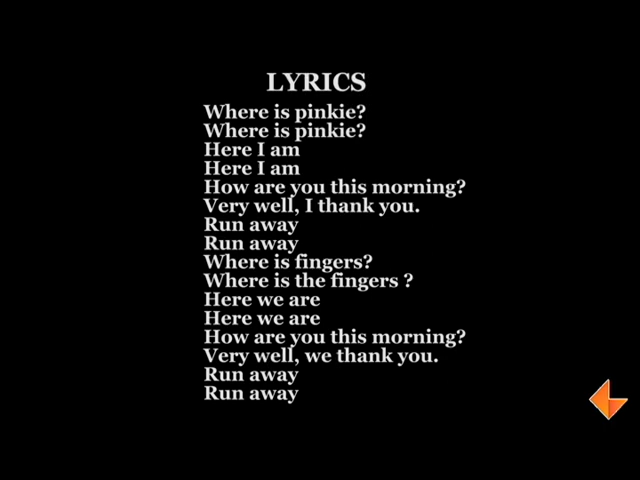 LYRICS
Where is pinkie?
Where is pinkie?
Here I am
Here I am
How are you this morning?
Very well, I thank you.
Run away
Run away
Where is fingers?
Where is the fingers ?
Here we are
Here we are
How are you this morning?
Very well, we thank you.
Run away
Run away